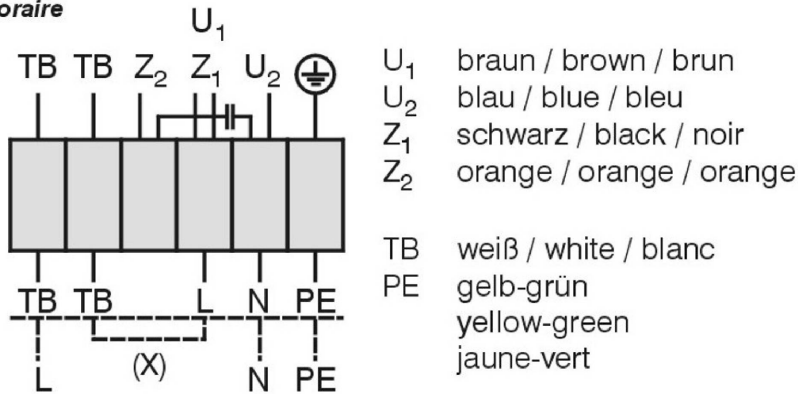 oraire
U₁
TB TB Z₂ Z₁ U₂
TB TB L N PE
(X)
L N PE
U₁ braun / brown / brun
U₂ blau / blue / bleu
Z₁ schwarz / black / noir
Z₂ orange / orange / orange
TB weiß / white / blanc
PE gelb-grün
yellow-green
jaune-vert